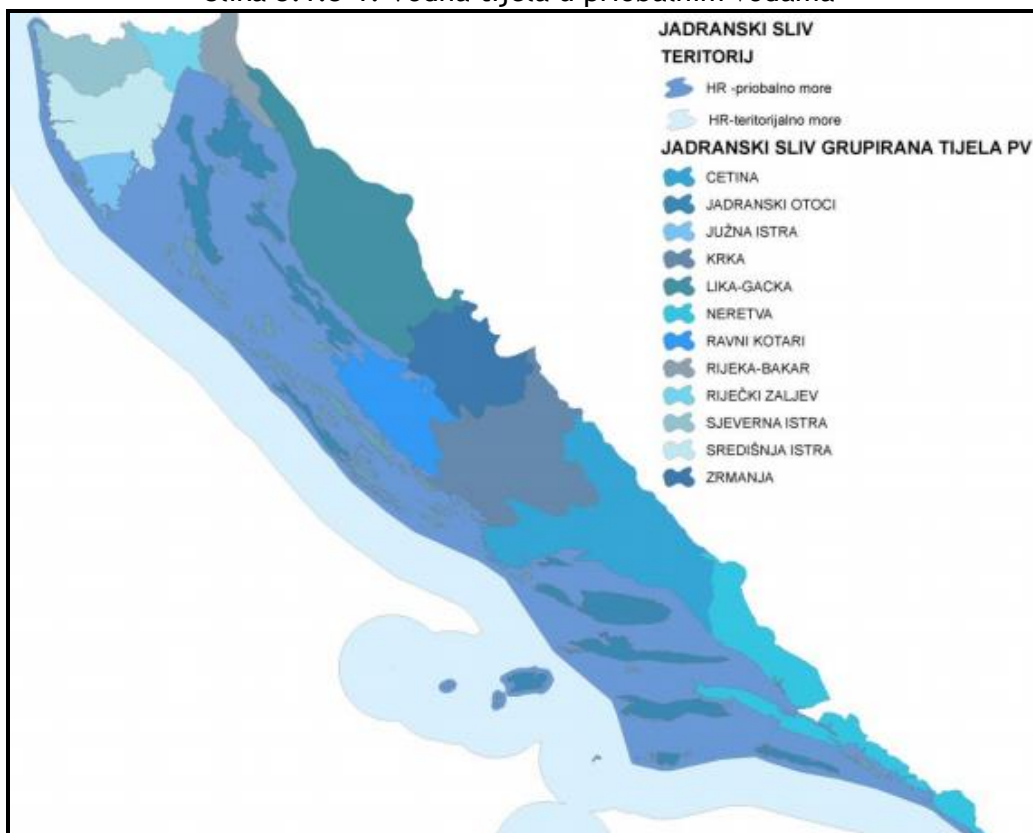 JADRANSKI SLIV
TERITORIJ
HR -priobalno more
HR-teritorijalno more
JADRANSKI SLIV GRUPIRANA TIJELA PV
CETINA
JADRANSKI OTOCI
JUŽNA ISTRA
KRKA
LIKA-GACKA
NERETVA
RAVNI KOTARI
RIJEKA-BAKAR
RIJEČKI ZALJEV
SJEVERNA ISTRA
SREDIŠNJA ISTRA
ZRMANJA